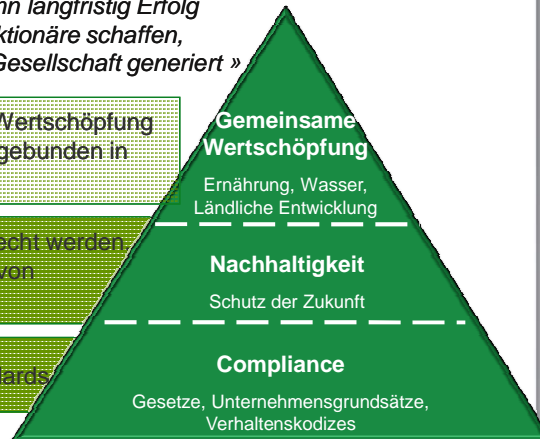 nn langfristig Erfolg
ktionäre schaffen,
Gesellschaft generiert »
Wertschöpfung
gebunden in
echt werden
von
dards
Gemeinsame
Wertschöpfung
Ernährung, Wasser,
Ländliche Entwicklung
Nachhaltigkeit
Schutz der Zukunft
Compliance
Gesetze, Unternehmensgrundsätze,
Verhaltenskodizes